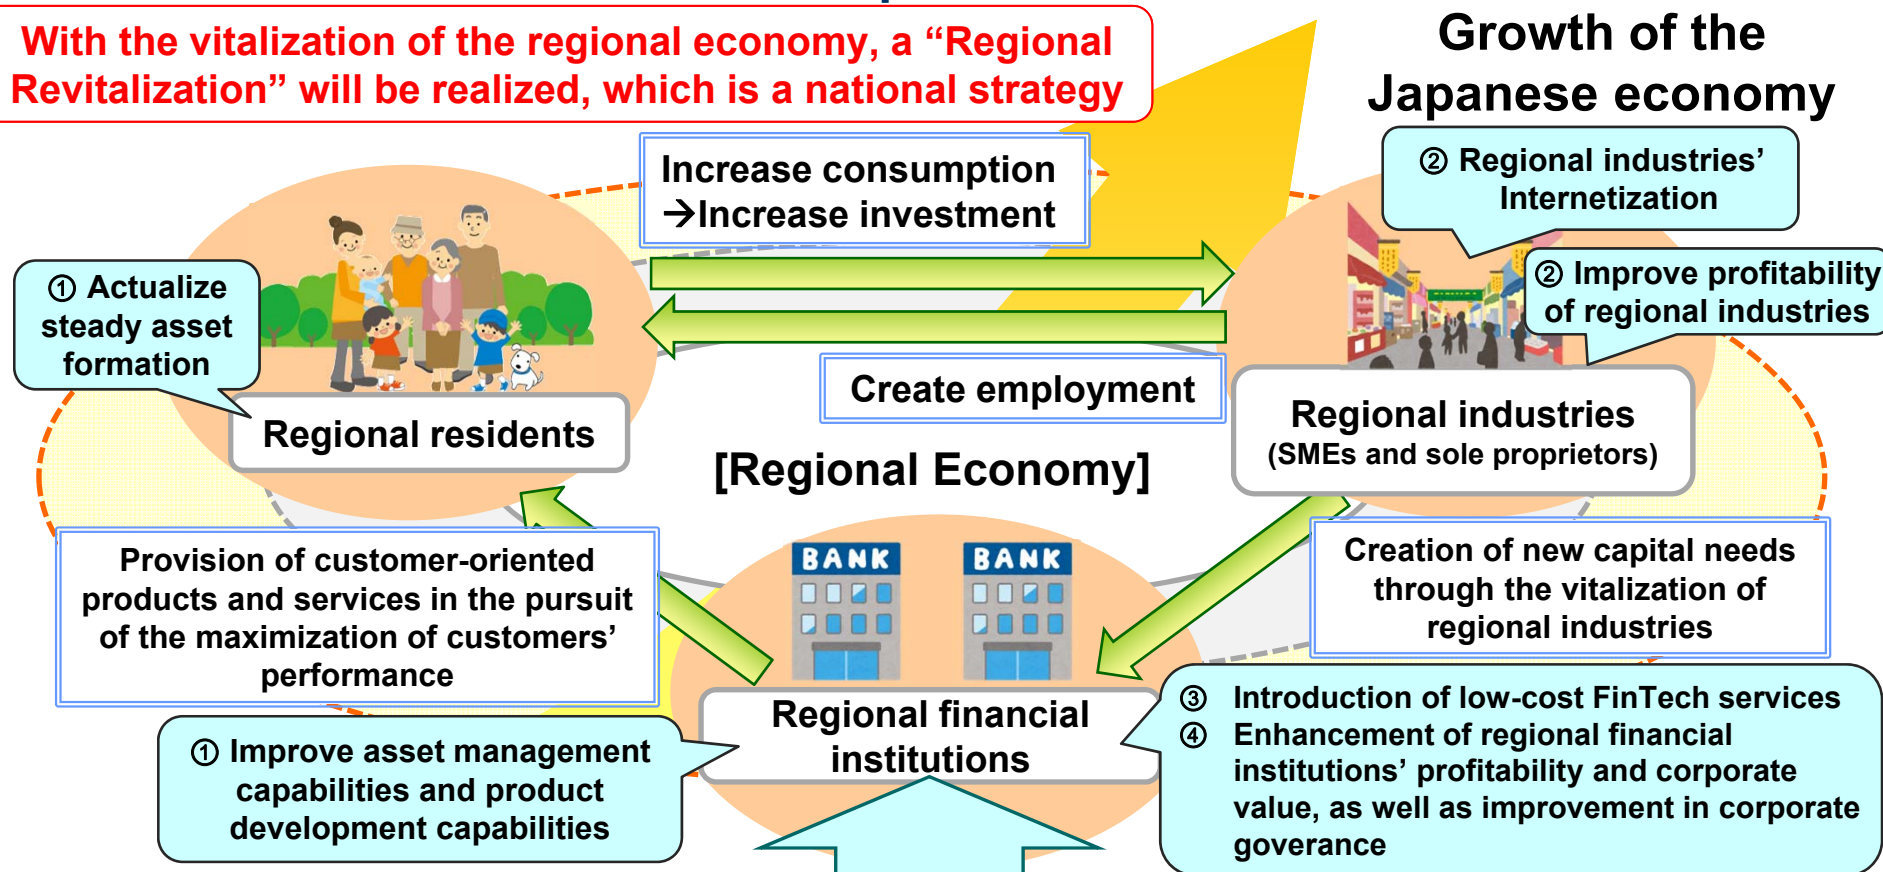 With the vitalization of the regional economy, a “Regional
Revitalization” will be realized, which is a national strategy
Growth of the
Japanese economy
Increase consumption
→Increase investment
② Regional industries’
Internetization
① Actualize
steady asset
formation
② Improve profitability
of regional industries
Create employment
Regional residents
Regional industries
(SMEs and sole proprietors)
[Regional Economy]
Provision of customer-oriented
products and services in the pursuit
of the maximization of customers’
performance
BANK
BANK
Creation of new capital needs
through the vitalization of
regional industries
Regional financial
institutions
① Improve asset management
capabilities and product
development capabilities
③ Introduction of low-cost FinTech services
④ Enhancement of regional financial
institutions’ profitability and corporate
value, as well as improvement in corporate
goverance